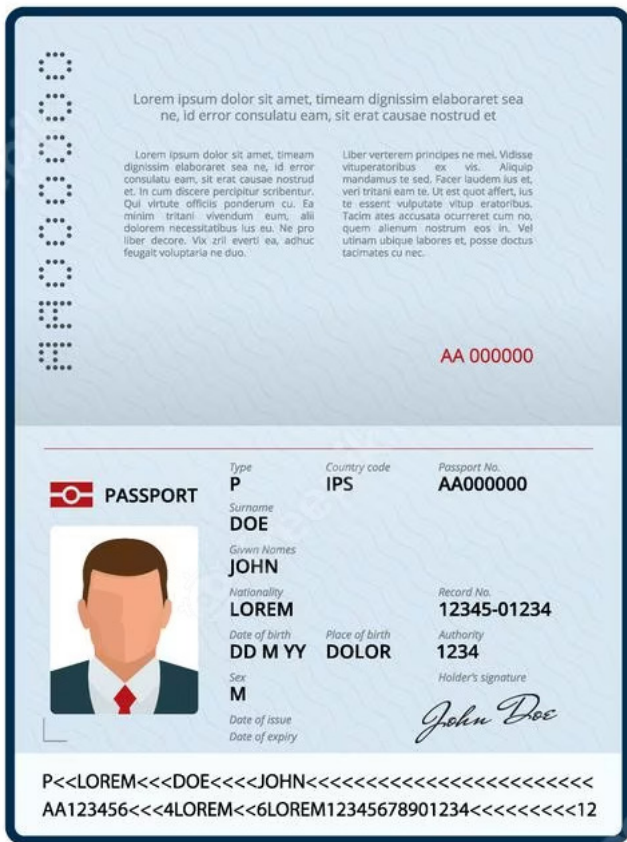 AA000000
Lorem ipsum dolor sit amet, timeam dignissim elaboraret sea
ne, id error consulatu eam, sit erat causae nostrud et
Lorem ipsum dolor sit amet, timeam
dignissim elaboraret sea ne, id error
consulatu eam, sit erat causae nostrud
et. In cum discere percipitur scribentur.
Qui virtute officiis ponderum cu. Ea
minim tritani vivendum eum, alii
dolorem necessitatibus ius eu. Ne pro
liber decore. Vix zril everti ea, adhuc
feugait voluptaria ne duo.
Liber verterem principes ne mei. Vidisse
vituperatoribus ex vis. Aliquip
mandamus te sed. Facer laudem ius et,
veri tritani eam te. Ut est quot affert, ius
te essent vulputate vitup eratoribus.
Tacim ates accusata ocurreret cum no,
quem alienum nostrum eos in. Vel
utinam ubique labores et, posse doctus
tacimates cu nec.
AA 000000
Type Country code Passport No.
PASSPORT P IPS AA000000
Surname
DOE
Givwn Nomes
JOHN
Nationality Record No.
LOREM 12345-01234
Date of birth Place of birth Authority
DD M YY DOLOR 1234
Sex Holder's signature
M
John Doe
Date of issue
Date of expiry
P<<LOREM<<<DOE<<<<JOHN<<<<<<<<<<<<<<<<<<<<<<<<
AA123456<<<4LOREM<<6LOREM12345678901234<<<<<<<<<12